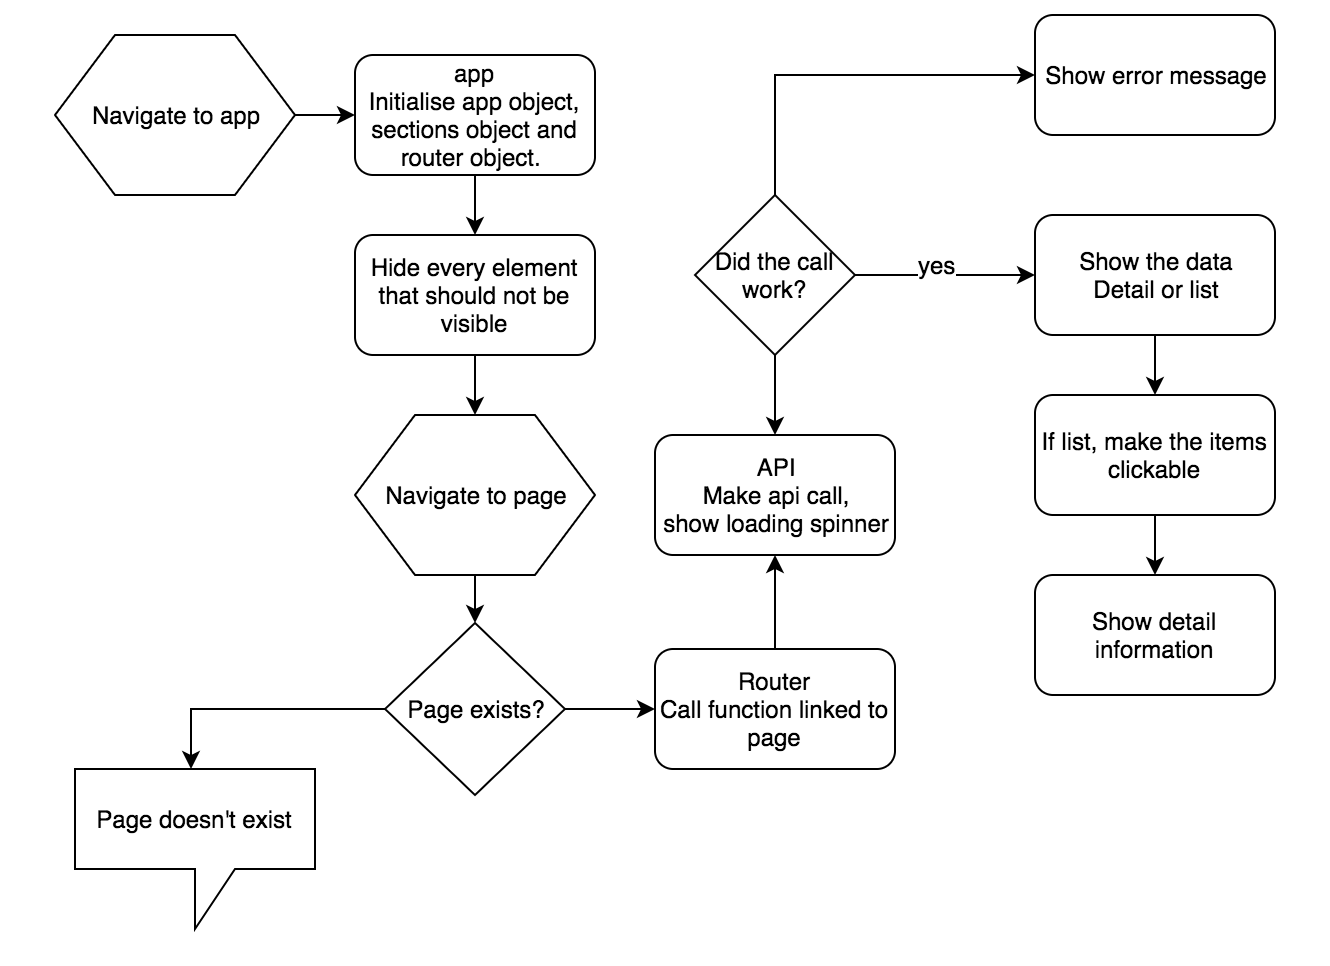 Navigate to app
app
Initialise app object,
sections object and
router object.
Hide every element
that should not be
visible
Navigate to page
Page exists?
Page doesn't exist
Router
Call function linked to
page
API
Make api call,
show loading spinner
Did the call
work?
yes
Show error message
Show the data
Detail or list
If list, make the items
clickable
Show detail
information